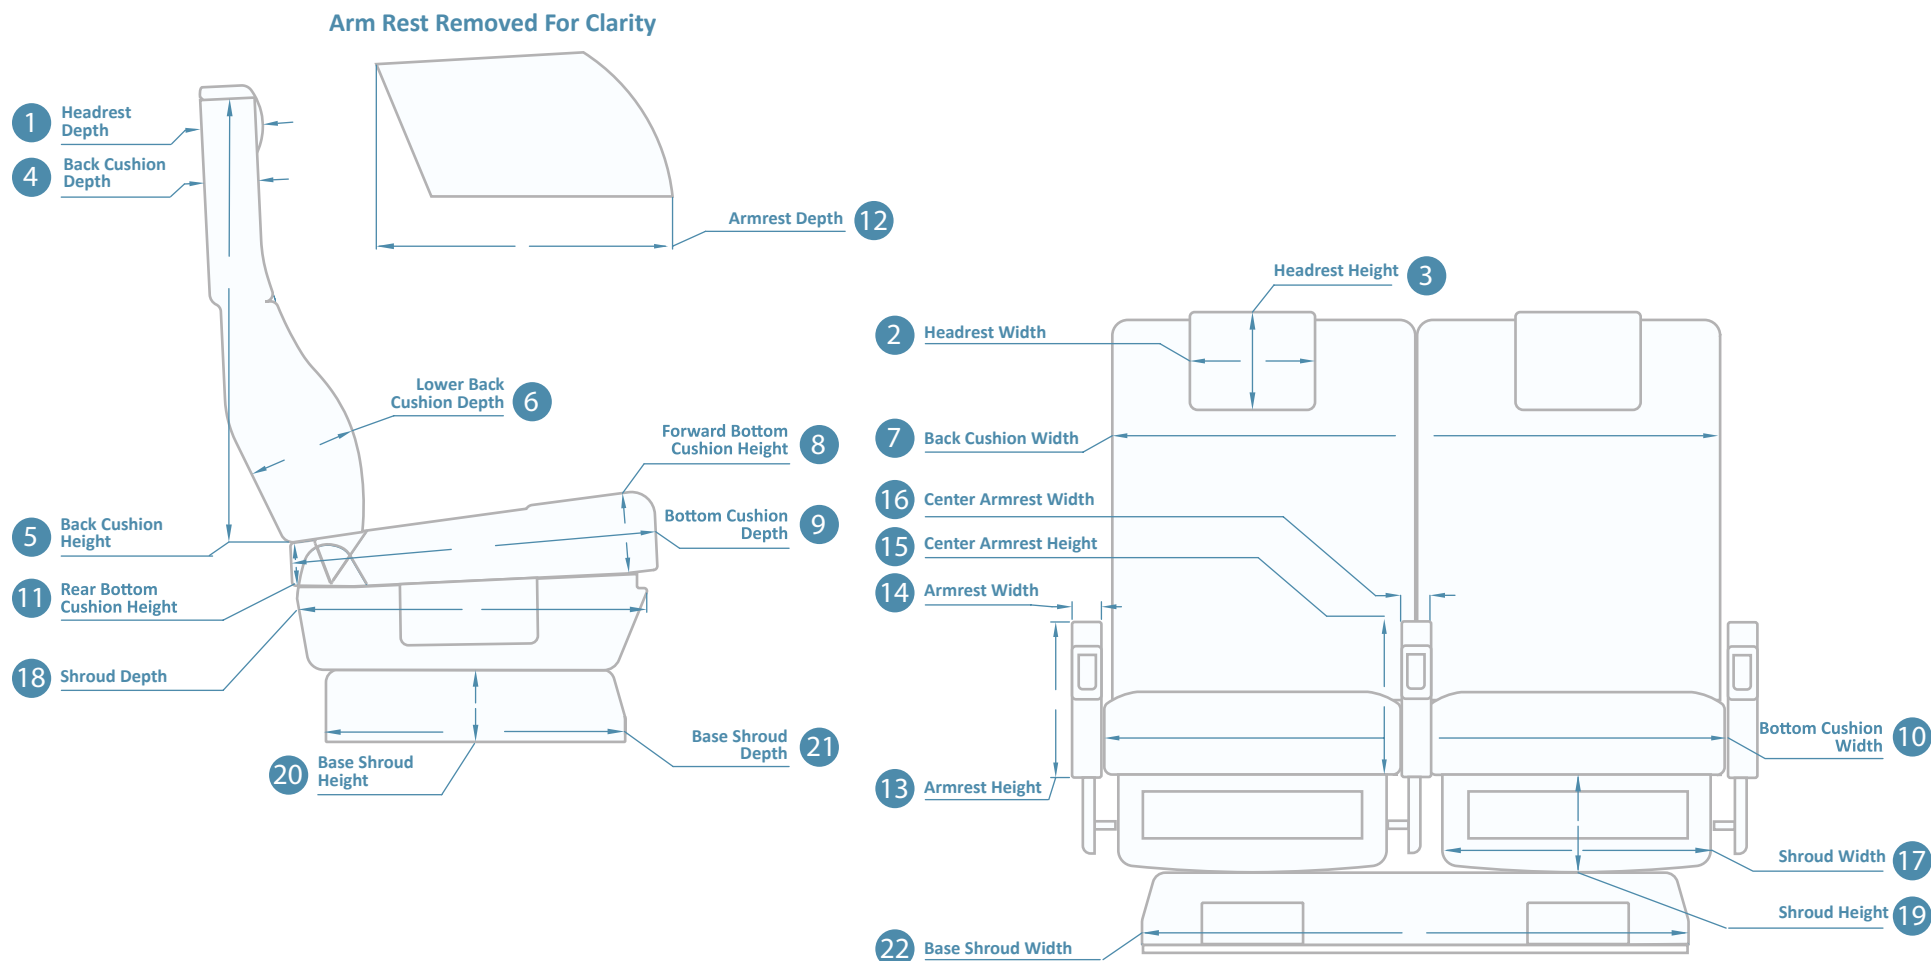 Arm Rest Removed For Clarity
1 Headrest
Depth
4 Back Cushion
Depth
Armrest Depth 12
Lower Back
Cushion Depth 6
Forward Bottom
Cushion Height 8
Bottom Cushion
Depth 9
5 Back Cushion
Height
11 Rear Bottom
Cushion Height
18 Shroud Depth
20 Base Shroud
Height
Base Shroud
Depth 21
Headrest Height 3
2 Headrest Width
7 Back Cushion Width
16 Center Armrest Width
15 Center Armrest Height
14 Armrest Width
Bottom Cushion
Width 10
13 Armrest Height
Shroud Width 17
Shroud Height 19
22 Base Shroud Width